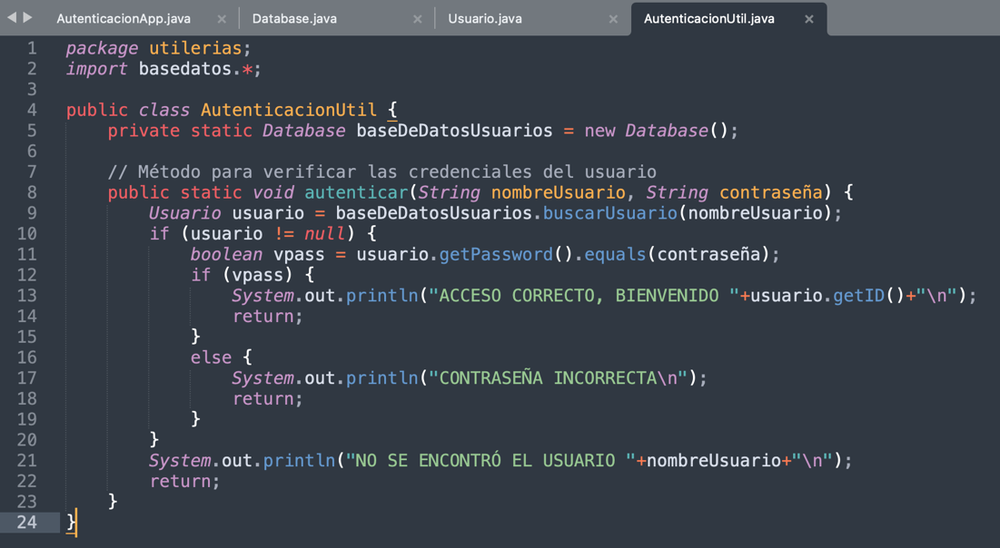 AutenticacionApp.java × Database.java × Usuario.java × AutenticacionUtil.java ×
1 package utilerias;
2 import basedatos.*;
3
4 public class AutenticacionUtil {
5     private static Database baseDeDatosUsuarios = new Database();
6
7     // Método para verificar las credenciales del usuario
8     public static void autenticar(String nombreUsuario, String contraseña) {
9         Usuario usuario = baseDeDatosUsuarios.buscarUsuario(nombreUsuario);
10         if (usuario != null) {
11             boolean vpass = usuario.getPassword().equals(contraseña);
12             if (vpass) {
13                 System.out.println("ACCESO CORRECTO, BIENVENIDO "+usuario.getID()+"\n");
14                 return;
15             }
16             else {
17                 System.out.println("CONTRASEÑA INCORRECTA\n");
18                 return;
19             }
20         }
21         System.out.println("NO SE ENCONTRÓ EL USUARIO "+nombreUsuario+"\n");
22         return;
23     }
24 }